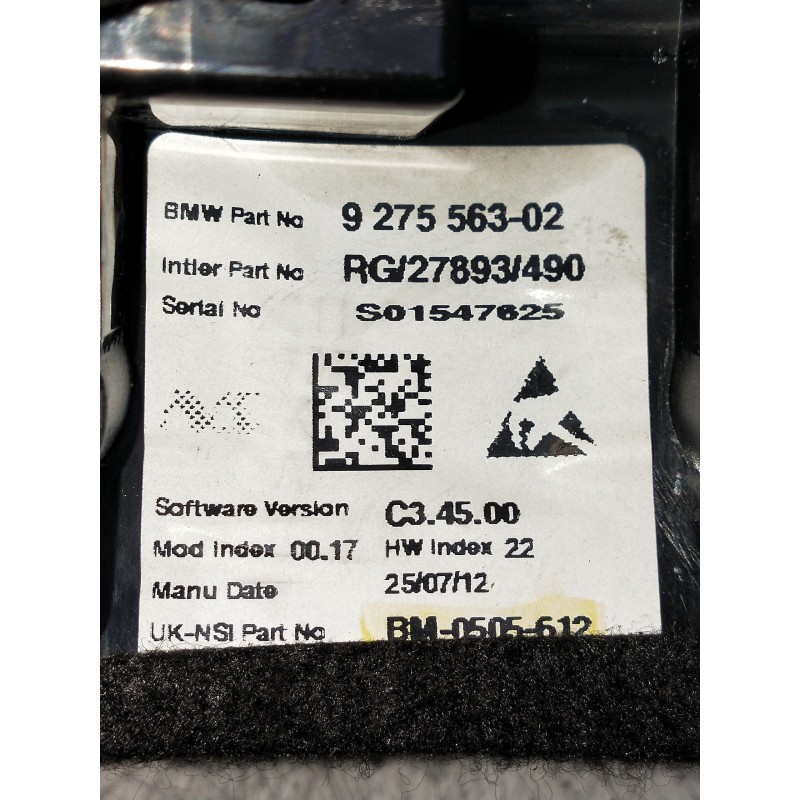 BMW Part No 9 275 563-02
Intier Part No RG/27893/490
Serial No S01547625
Software Version C3.45.00
Mod Index 00.17 HW Index 22
Manu Date 25/07/12
UK-NSI Part No BM-0505-612